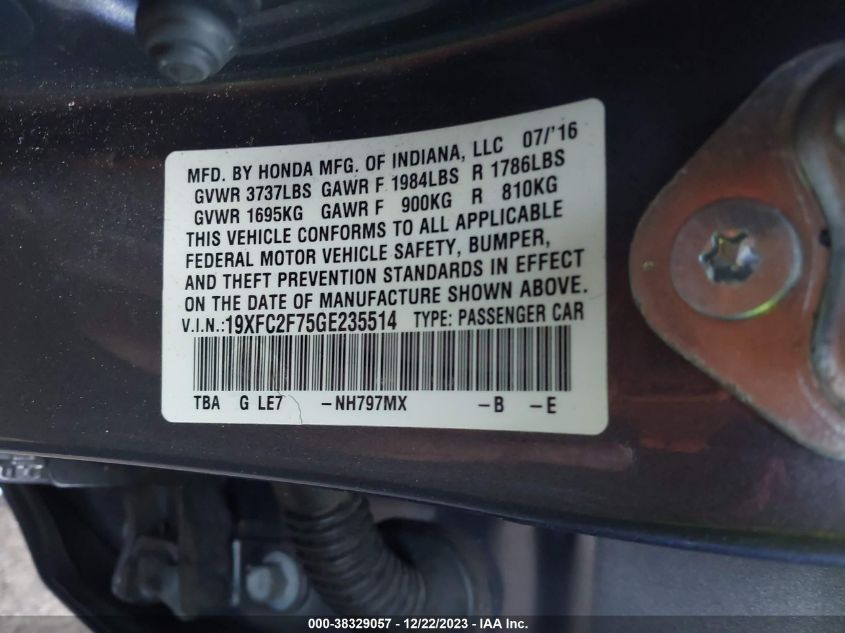 MFD. BY HONDA MFG. OF INDIANA, LLC 07/'16
GVWR 3737LBS GAWR F 1984LBS R 1786LBS
GVWR 1695KG GAWR F 900KG R 810KG
THIS VEHICLE CONFORMS TO ALL APPLICABLE
FEDERAL MOTOR VEHICLE SAFETY, BUMPER,
AND THEFT PREVENTION STANDARDS IN EFFECT
ON THE DATE OF MANUFACTURE SHOWN ABOVE.
V.I.N.:19XFC2F75GE235514 TYPE: PASSENGER CAR
TBA G LE7 -NH797MX -B -E
000-38329057 - 12/22/2023 - IAA Inc.